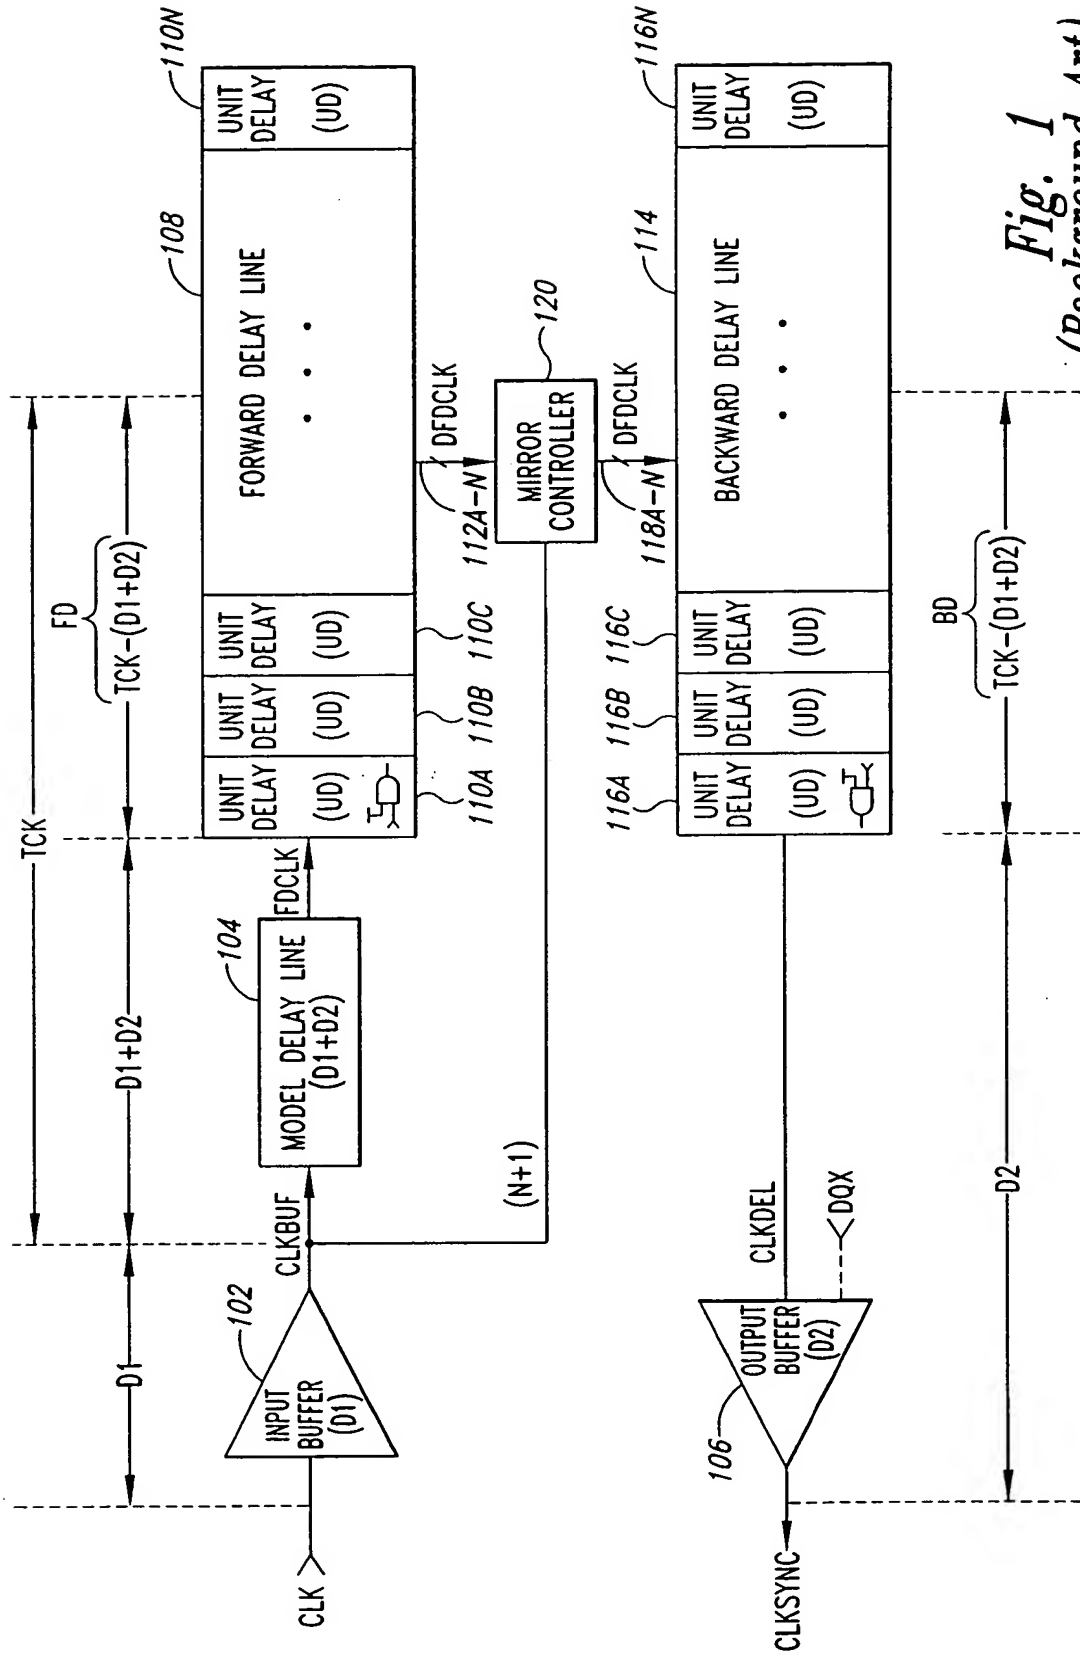 TCK
D1
D1+D2
FD
TCK-(D1+D2)
CLK
102
INPUT
BUFFER
(D1)
CLKBUF
104
MODEL DELAY LINE
(D1+D2)
FDCLK
108
110N
UNIT
DELAY
(UD)
UNIT
DELAY
(UD)
UNIT
DELAY
(UD)
FORWARD DELAY LINE
• • •
UNIT
DELAY
(UD)
110A
110B
110C
112A-N
DFDCLK
(N+1)
MIRROR
CONTROLLER
120
118A-N
DFDCLK
116A
116B
116C
114
116N
UNIT
DELAY
(UD)
UNIT
DELAY
(UD)
UNIT
DELAY
(UD)
BACKWARD DELAY LINE
• • •
UNIT
DELAY
(UD)
CLKSYNC
106
OUTPUT
BUFFER
(D2)
CLKDEL
DQX
D2
BD
TCK-(D1+D2)
Fig. 1
(Background Art)